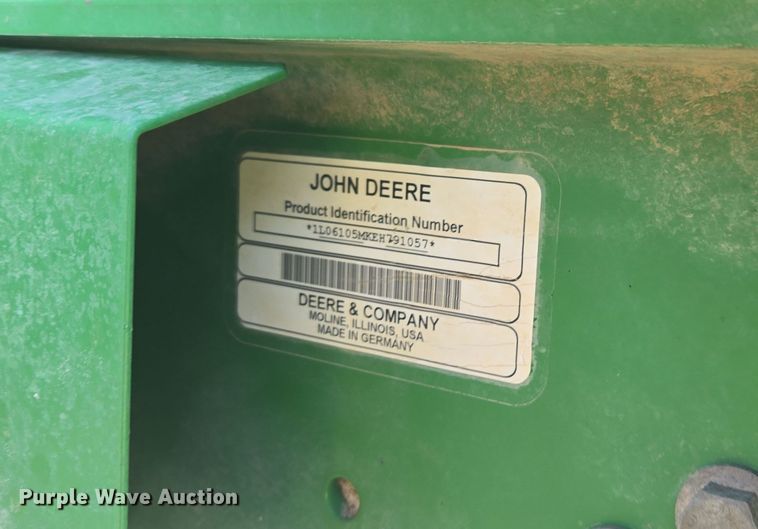 JOHN DEERE
Product Identification Number
*1L06105MKEH791057*
DEERE & COMPANY
MOLINE, ILLINOIS, USA
MADE IN GERMANY
Purple Wave Auction